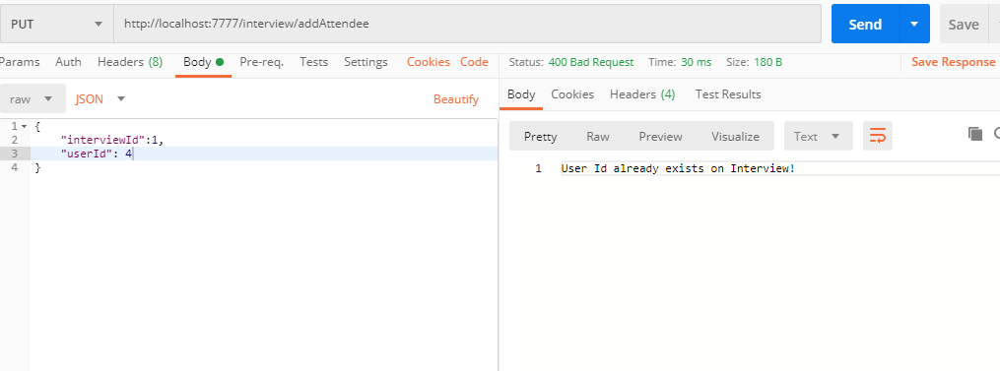 PUT http://localhost:7777/interview/addAttendee Send Save
Params Auth Headers (8) Body Pre-req. Tests Settings Cookies Code
raw JSON Beautify
1 {
2 "interviewId":1,
3 "userId": 4
4 }
Status: 400 Bad Request Time: 30 ms Size: 180 B Save Response
Body Cookies Headers (4) Test Results
Pretty Raw Preview Visualize Text
1 User Id already exists on Interview!